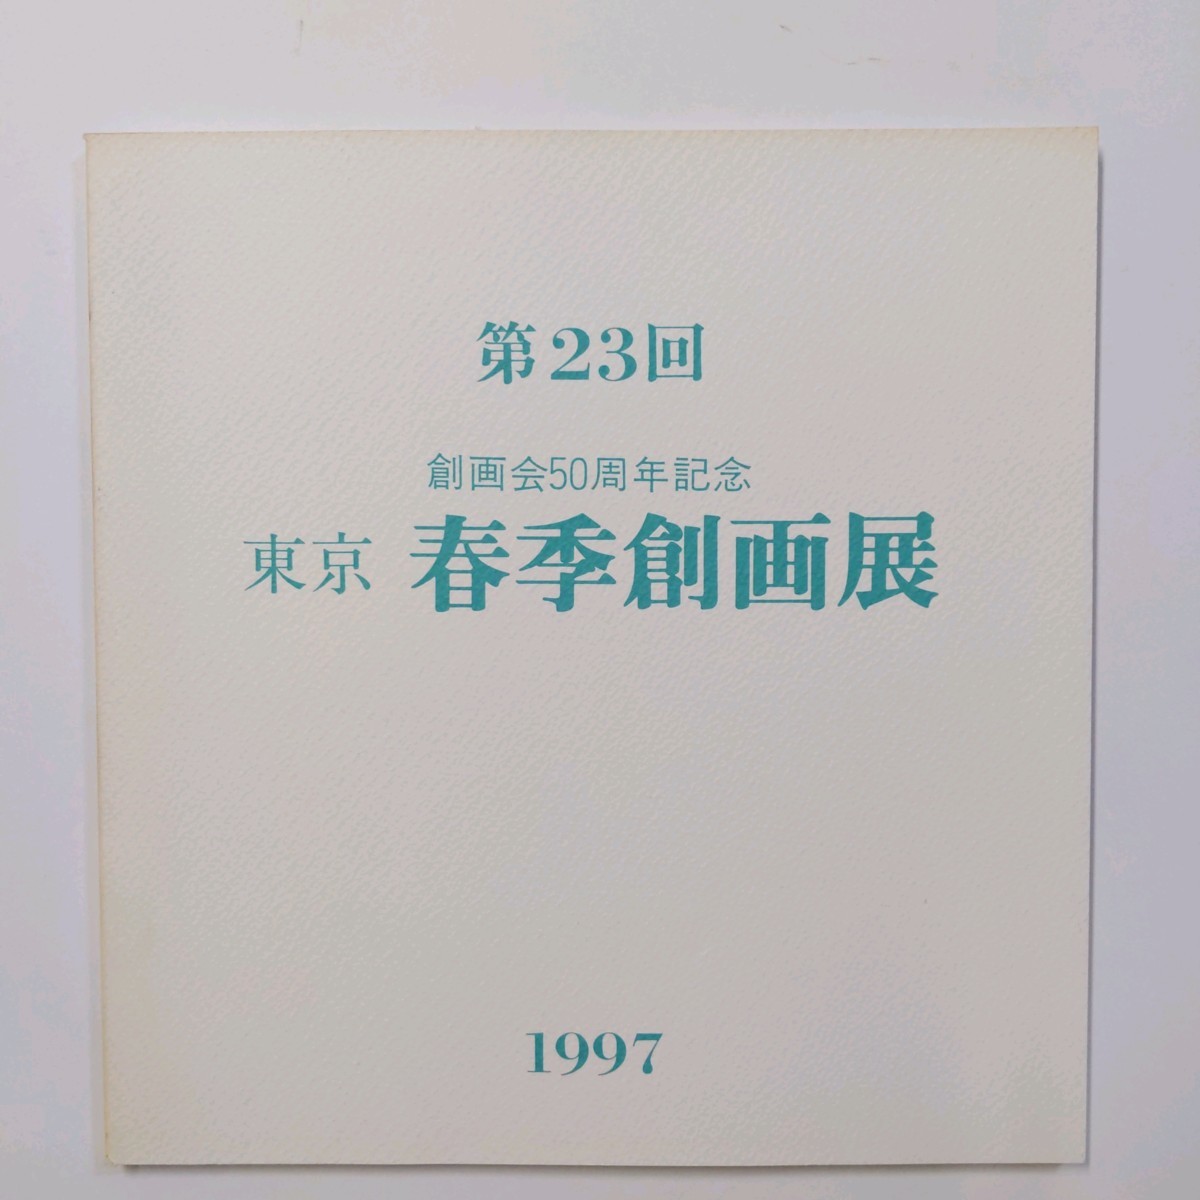 第23回
創画会50周年記念
東京 春季創画展
1997